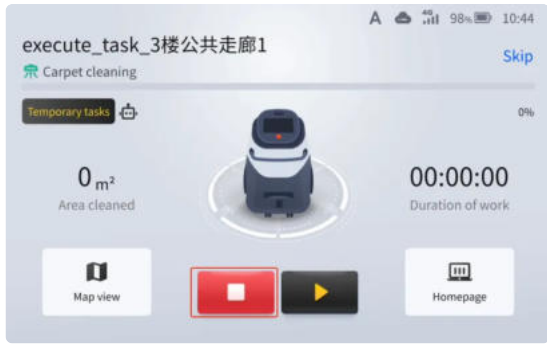 A 4G 98% 10:44
execute_task_3楼公共走廊1
Skip
Carpet cleaning
Temporary tasks
0%
0 m²
Area cleaned
00:00:00
Duration of work
Map view
Homepage